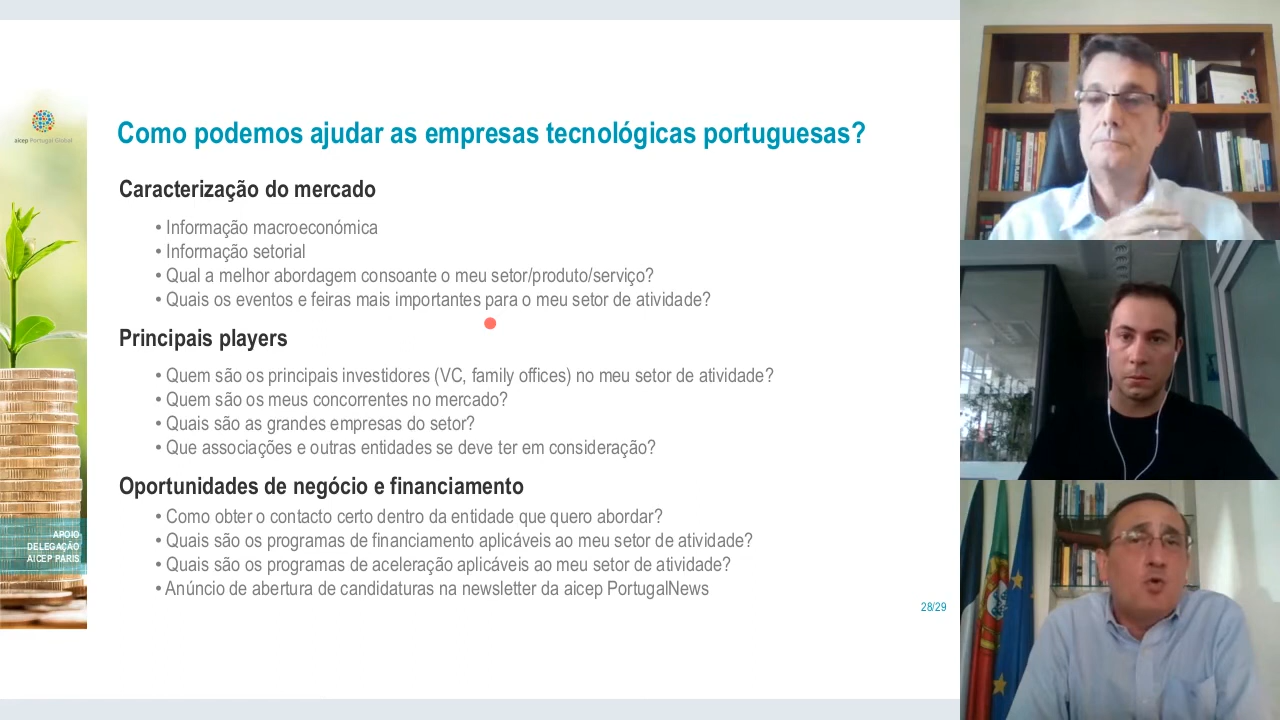 aicep Portugal Global
Como podemos ajudar as empresas tecnológicas portuguesas?
Caracterização do mercado
• Informação macroeconómica
• Informação setorial
• Qual a melhor abordagem consoante o meu setor/produto/serviço?
• Quais os eventos e feiras mais importantes para o meu setor de atividade?
Principais players
• Quem são os principais investidores (VC, family offices) no meu setor de atividade?
• Quem são os meus concorrentes no mercado?
• Quais são as grandes empresas do setor?
• Que associações e outras entidades se deve ter em consideração?
Oportunidades de negócio e financiamento
• Como obter o contacto certo dentro da entidade que quero abordar?
• Quais são os programas de financiamento aplicáveis ao meu setor de atividade?
• Quais são os programas de aceleração aplicáveis ao meu setor de atividade?
• Anúncio de abertura de candidaturas na newsletter da aicep PortugalNews
APOIO
DELEGAÇÃO
AICEP PARIS
28/29